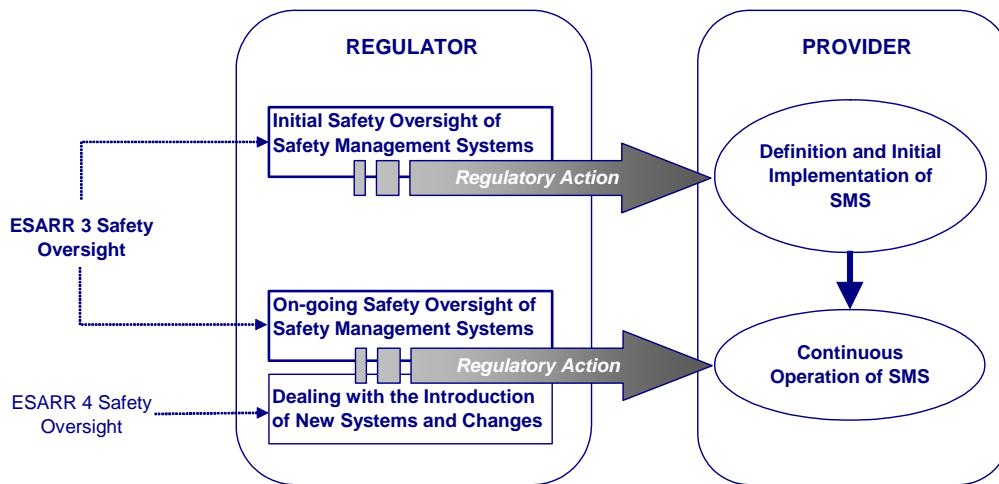 REGULATOR
PROVIDER
Initial Safety Oversight of
Safety Management Systems
Regulatory Action
Definition and Initial
Implementation of
SMS
ESARR 3 Safety
Oversight
On-going Safety Oversight of
Safety Management Systems
Regulatory Action
Continuous
Operation of SMS
ESARR 4 Safety
Oversight
Dealing with the Introduction
of New Systems and Changes